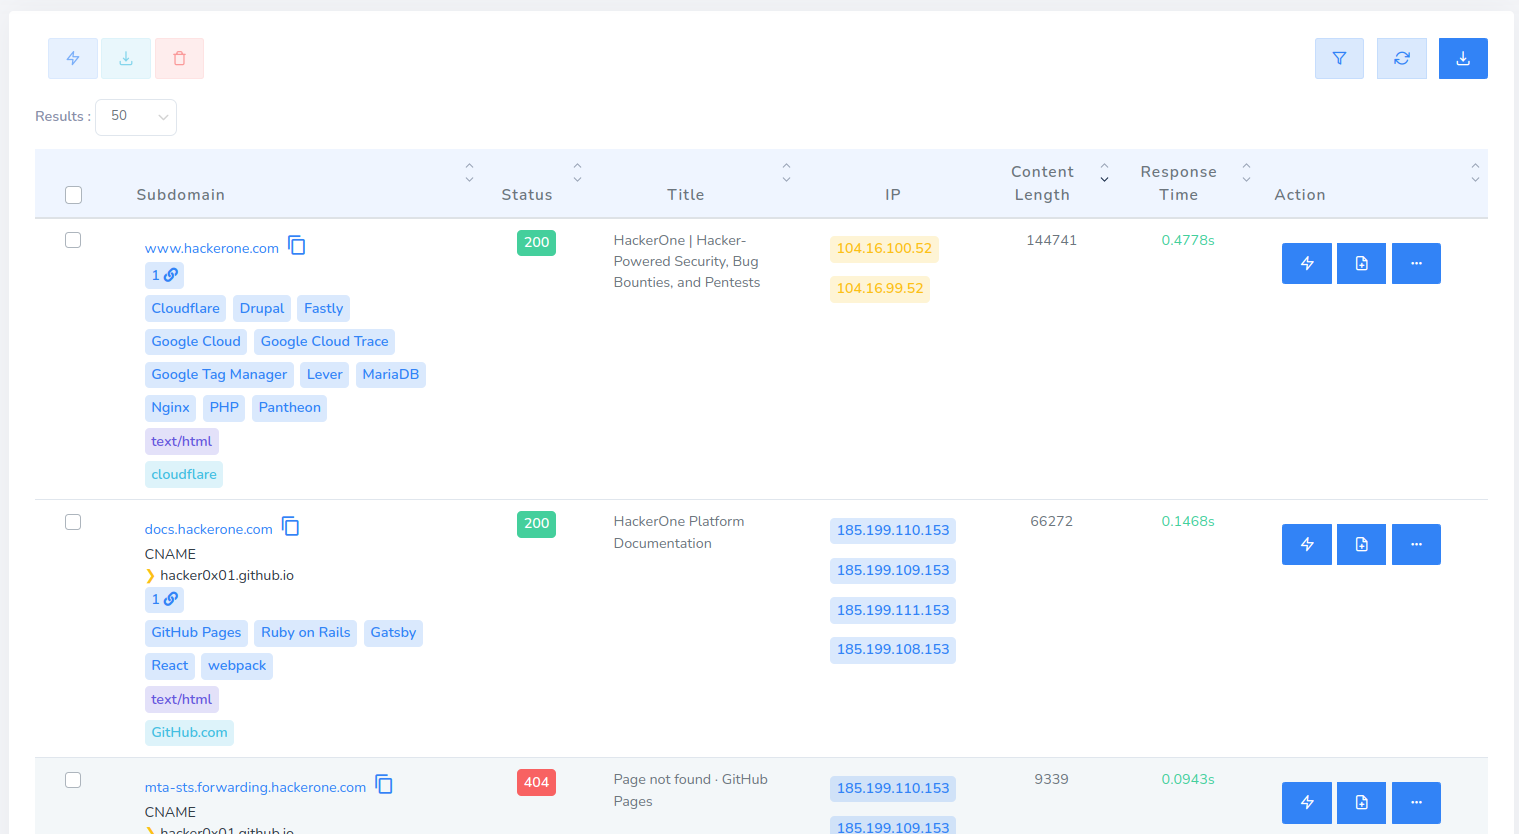 Results : 50
Subdomain
Status
Title
IP
Content
Length
Response
Time
Action
www.hackerone.com
1
Cloudflare Drupal Fastly
Google Cloud Google Cloud Trace
Google Tag Manager Lever MariaDB
Nginx PHP Pantheon
text/html
cloudflare
200
HackerOne | Hacker-
Powered Security, Bug
Bounties, and Pentests
104.16.100.52
104.16.99.52
144741
0.4778s
docs.hackerone.com
CNAME
❯ hacker0x01.github.io
1
GitHub Pages Ruby on Rails Gatsby
React webpack
text/html
GitHub.com
200
HackerOne Platform
Documentation
185.199.110.153
185.199.109.153
185.199.111.153
185.199.108.153
66272
0.1468s
mta-sts.forwarding.hackerone.com
CNAME
❯ hacker0x01.github.io
404
Page not found · GitHub
Pages
185.199.110.153
185.199.109.153
9339
0.0943s